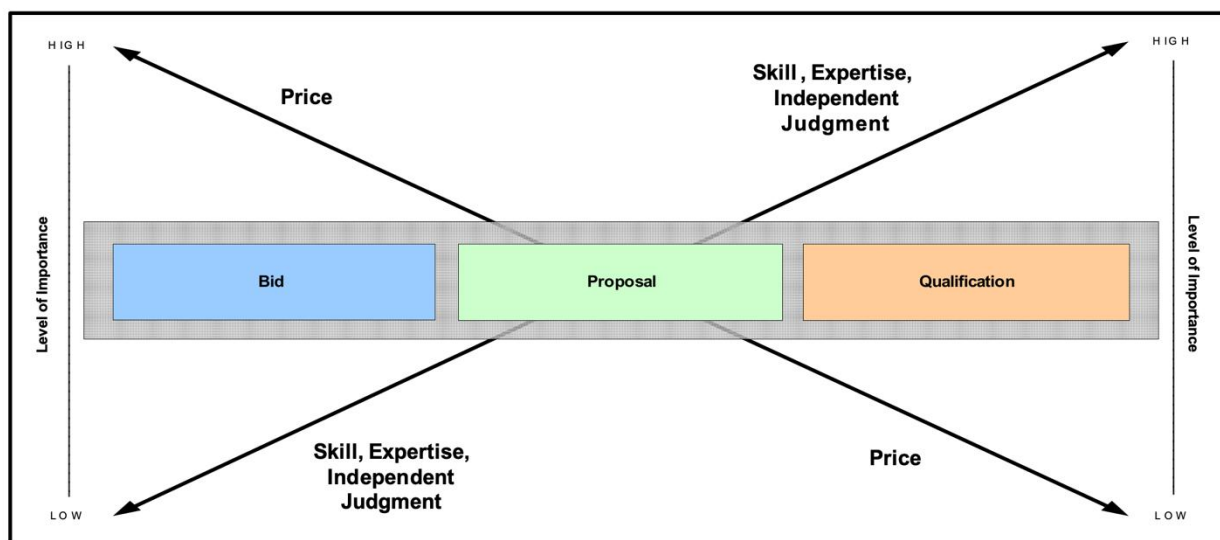 HIGH
HIGH
Price
Skill , Expertise,
Independent
Judgment
Level of Importance
Bid
Proposal
Qualification
Level of Importance
Skill, Expertise,
Independent
Judgment
Price
LOW
LOW